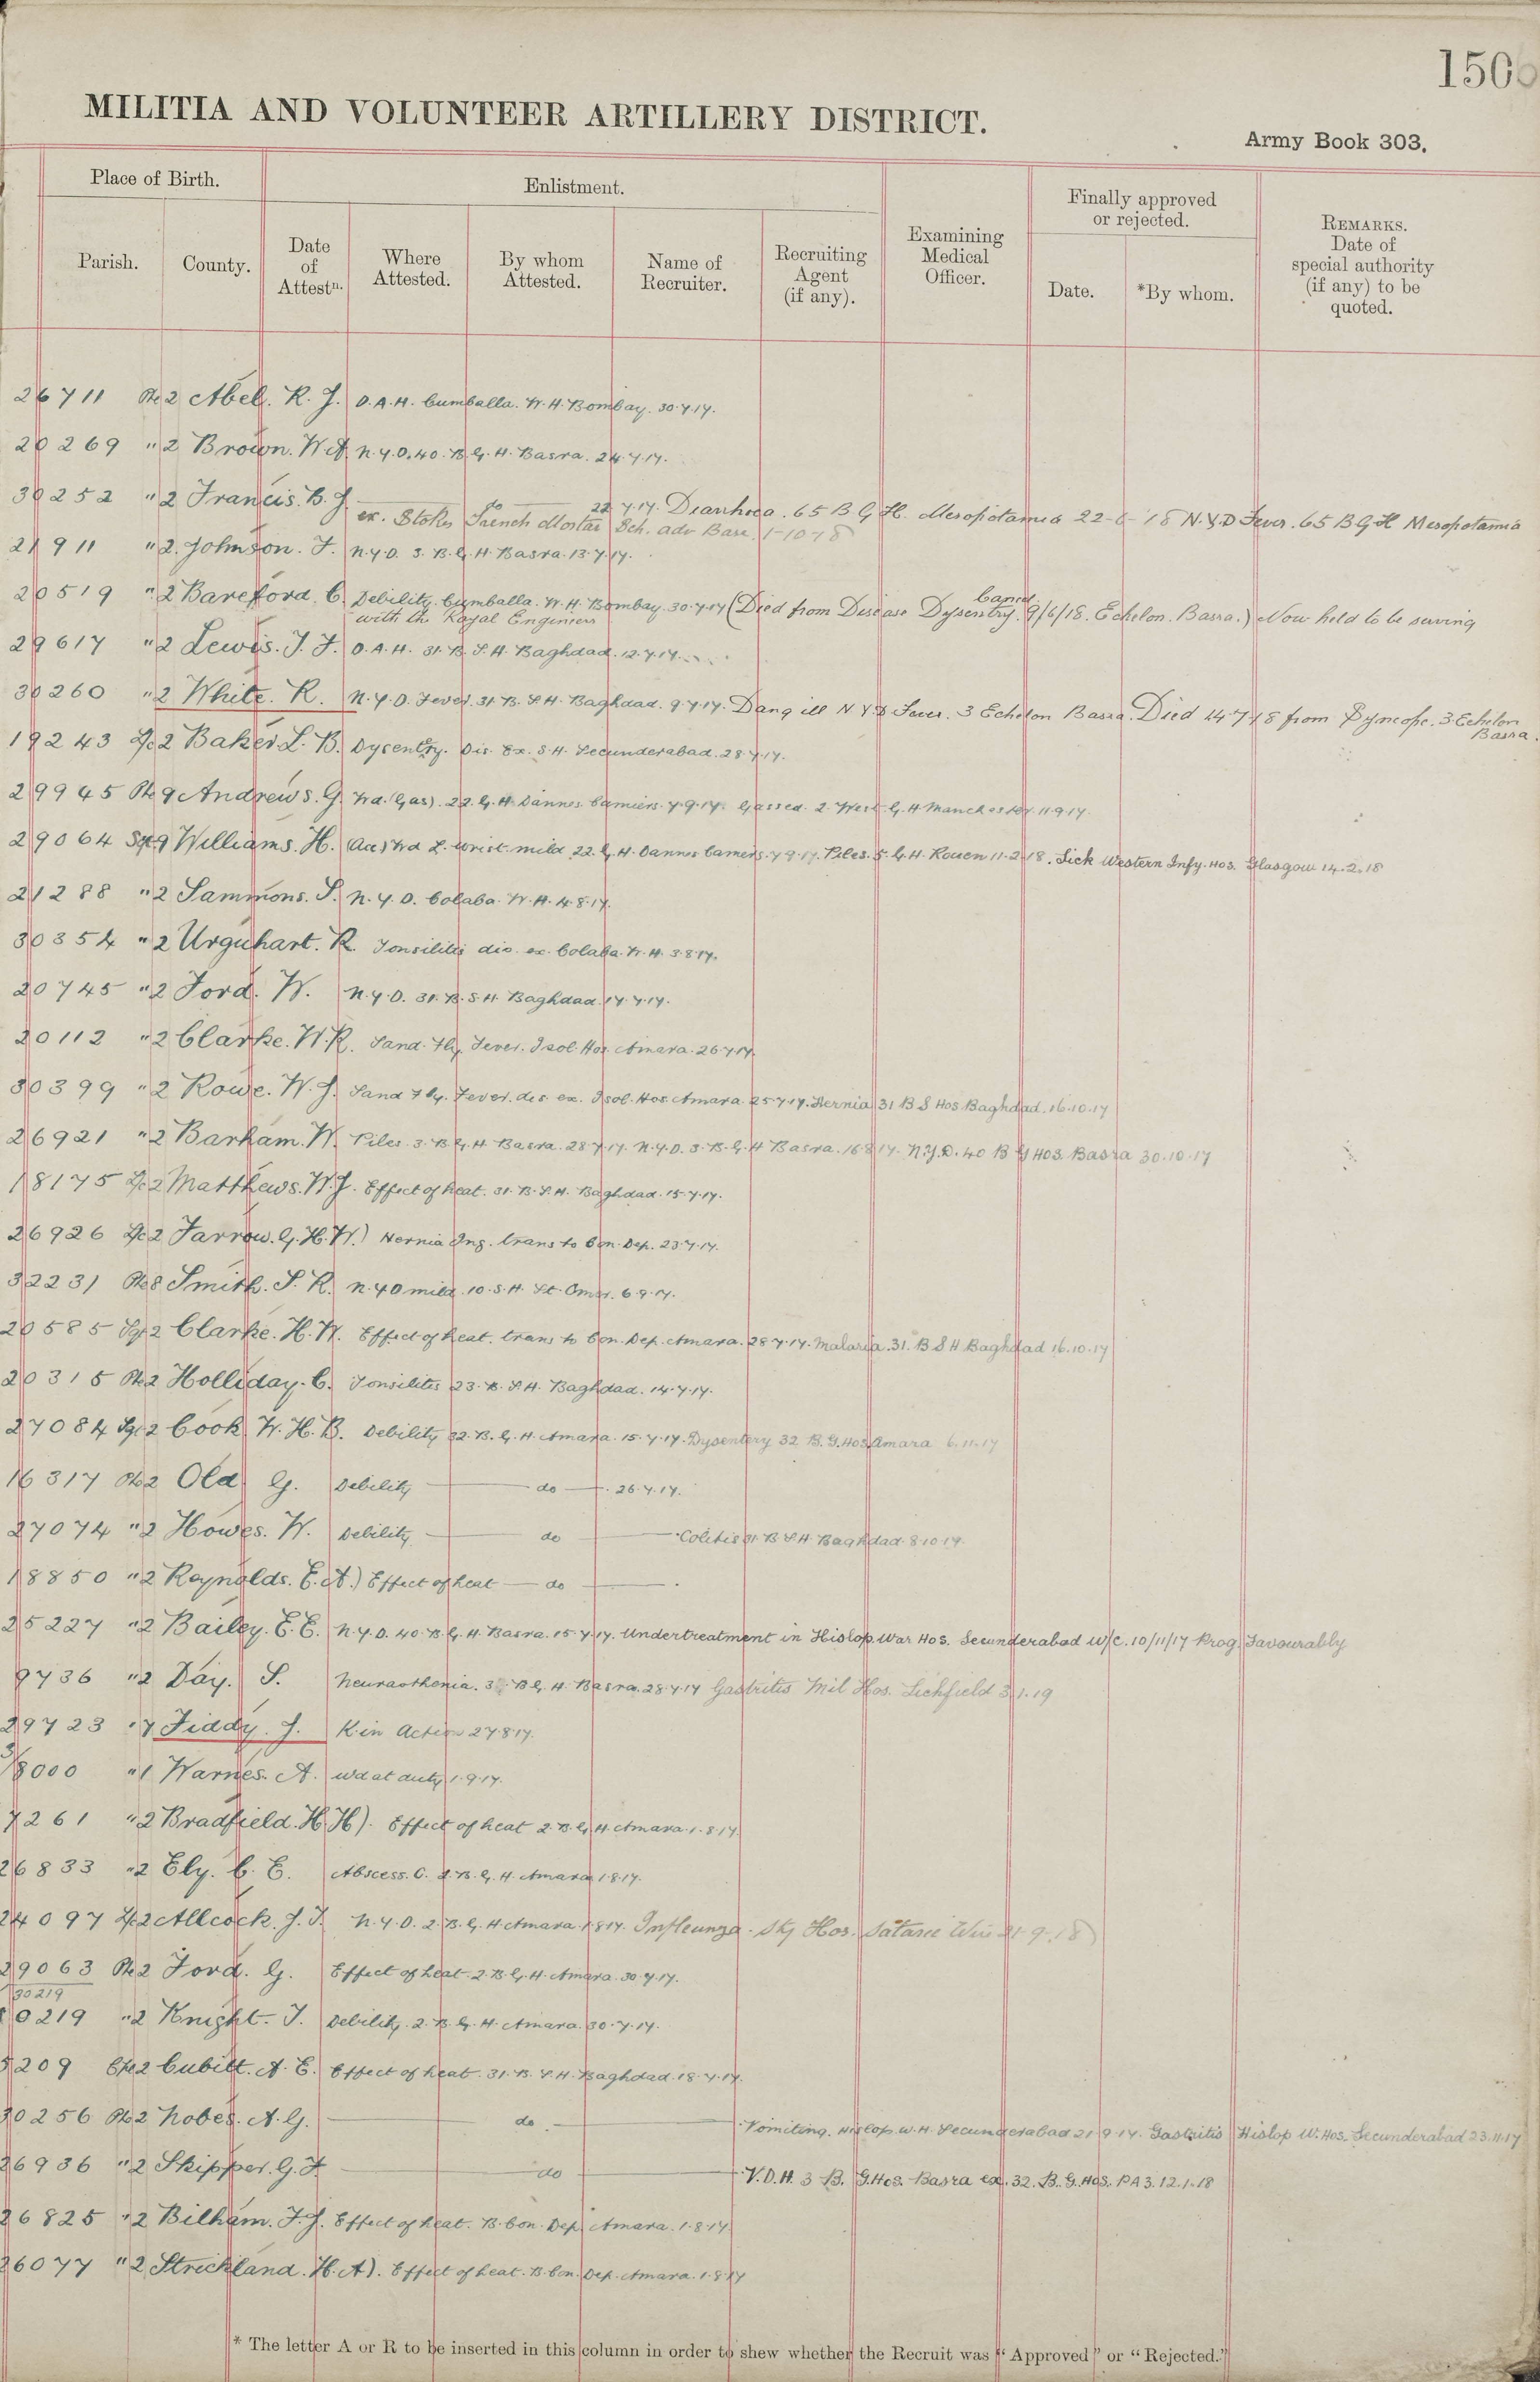 150
MILITIA AND VOLUNTEER ARTILLERY DISTRICT.
Army Book 303.
Place of Birth.
Enlistment.
Finally approved or rejected.
Parish.
County.
Date of Attestn.
Where Attested.
By whom Attested.
Name of Recruiter.
Recruiting Agent (if any).
Examining Medical Officer.
Date.
*By whom.
REMARKS. Date of special authority (if any) to be quoted.
26711 Pte 2 Abel. R. J. D.A.H. Cumballa. W.H. Bombay. 30.7.17.
20269 " 2 Brown. W.A. N.Y.D. 40. B.G.H. Basra. 24.7.17.
30252 " 2 Francis. B. J. do 22.7.17. Diarrhoea. 65 B G H. Mesopotamia 22-8-18 N.Y.D Fever. 65 B G H Mesopotamia
ex. Stokes Trench Mortar Sch. adv Base. 1-10-18
21911 " 2. Johnson. F. N.Y.D. 3. B.G.H. Basra. 13.7.17.
20519 " 2 Bareford. C. Debility. Cumballa. W.H. Bombay. 30.7.17 (Died from Disease Dysentry. 9/6/18. Echelon. Basra.) Cancd. Now held to be serving
with the Royal Engineers
29617 " 2 Lewis. J. F. D.A.H. 31. B.S.H. Baghdad. 12.7.17.
30260 " 2 White. R. N.Y.D. Fever. 31. B. S.H. Baghdad. 9.7.17. Dang ill N Y D Fever. 3 Echelon Basra. Died 14.7.18 from Syncope. 3 Echelon Basra.
19243 L/c 2 Baker L. B. Dysentry. Dis. Ex. S.H. Secunderabad. 28.7.17.
29945 Pte 9 Andrews. G. Wd. (Gas). 22. G.H. Dannes Camiers. 7.9.17. Gassed. 2. West. G.H. Manchester. 11.9.17.
29064 Sgt 9 Williams. H. (Acc) Wd L. wrist. mild 22. G.H. Dannes Camiers. 7.9.17. Piles. 5. G.H. Rouen 11.2.18. Sick Western Infy. Hos. Glasgow 14.2.18
21288 " 2 Sammons. S. N.Y.D. Colaba. W.H. 4.8.17.
30354 " 2 Urquhart. R. Tonsilitis dis. ex. Colaba. W.H. 3.8.17.
20745 " 2 Ford. W. N.Y.D. 31. B.S.H. Baghdad. 17.7.17.
20112 " 2 Clarke. W.R. Sand. Fly. Fever. Isol. Hos. Amara. 26.7.17.
30399 " 2 Rowe. W.J. Sand Fly. Fever. dis. ex. Isol. Hos. Amara. 25.7.17. Hernia 31 B S Hos Baghdad. 16.10.17
26921 " 2 Barham. W. Piles. 3. B.G.H. Basra. 28.7.17. N.Y.D. 3. B.G.H Basra. 16.8.17. N.Y.D. 40 B G Hos. Basra 30.10.17
18175 L/c 2 Matthews. W.J. Effect of heat. 31. B. S.H. Baghdad. 15.7.17.
26926 L/c 2 Farrow. G.H.W.) Hernia Ing. trans to Con. Dep. 23.7.17.
32231 Pte 8 Smith. S. R. N.Y D mild. 10. S.H. St. Omer. 6.9.17.
20585 Sgt 2 Clarke. H.W. Effect of heat. trans to Con. Dep. Amara. 28.7.17. Malaria. 31. B S H Baghdad 16.10.17
20315 Pte 2 Holliday. C. Tonsilitis 23. B. S.H. Baghdad. 14.7.17.
27084 Sgt 2 Cook W.H.B. Debility 32. B.G.H. Amara. 15.7.17. Dysentery 32 B.G. Hos Amara 6.11.17
16317 Pte 2 Old G. Debility do 26.7.17.
27074 " 2 Howes. W. Debility do Colitis 31. B S H Baghdad. 8.10.17.
18850 " 2 Reynolds. E.A.) Effect of heat do
25227 " 2 Bailey. E.E. N.Y.D. 40. B.G.H. Basra. 15.7.17. Undertreatment in Hislop War Hos. Secunderabad w/e. 10/11/17 Prog. Favourably
9736 " 2 Day. S. Neurasthenia. 3. B.G.H. Basra. 28.7.17 Gastritis Mil Hos. Lichfield 3.1.19
29723 " 7 Fiddy. J. K. in Action 27.8.17.
3/8000 " 1 Warnes. A. wd at duty 1.9.17.
7261 " 2 Bradfield. H.H). Effect of heat 2. B.G.H. Amara. 1.8.17.
26833 " 2 Ely. C. E. Abscess. C. 2. B.G.H. Amara 1.8.17.
24097 L/c 2 Allcock. J. J. N.Y.D. 2. B.G.H. Amara. 1.8.17. Infleunza - Sty Hos. 21.9.18
29063 Pte 2 Ford. G. Effect of heat. 2. B.G.H. Amara. 30.7.17.
30219
0219 " 2 Knight. J. Debility. 2. B.G.H. Amara. 30.7.17.
209 Cpl 2 Cubitt. A. E. Effect of heat. 31. B. S.H. Baghdad. 18.7.17.
30256 Pte 2 Nobes. A.G. do Vomiting. Hislop. W.H. Secunderabad 21.9.17. Gastritis Hislop W. Hos. Secunderabad 23.11.17
26936 " 2 Skipper. G.F. do V.D.H. 3 B. G. Hos. Basra ex. 32. B.G. Hos. PA 3. 12.1.18
26825 " 2 Bilham. F.J. Effect of heat. B. Con. Dep Amara. 1.8.17.
26077 " 2 Strickland. H.A). Effect of heat. B. Con. Dep. Amara. 1.8.17
* The letter A or R to be inserted in this column in order to shew whether the Recruit was "Approved" or "Rejected."